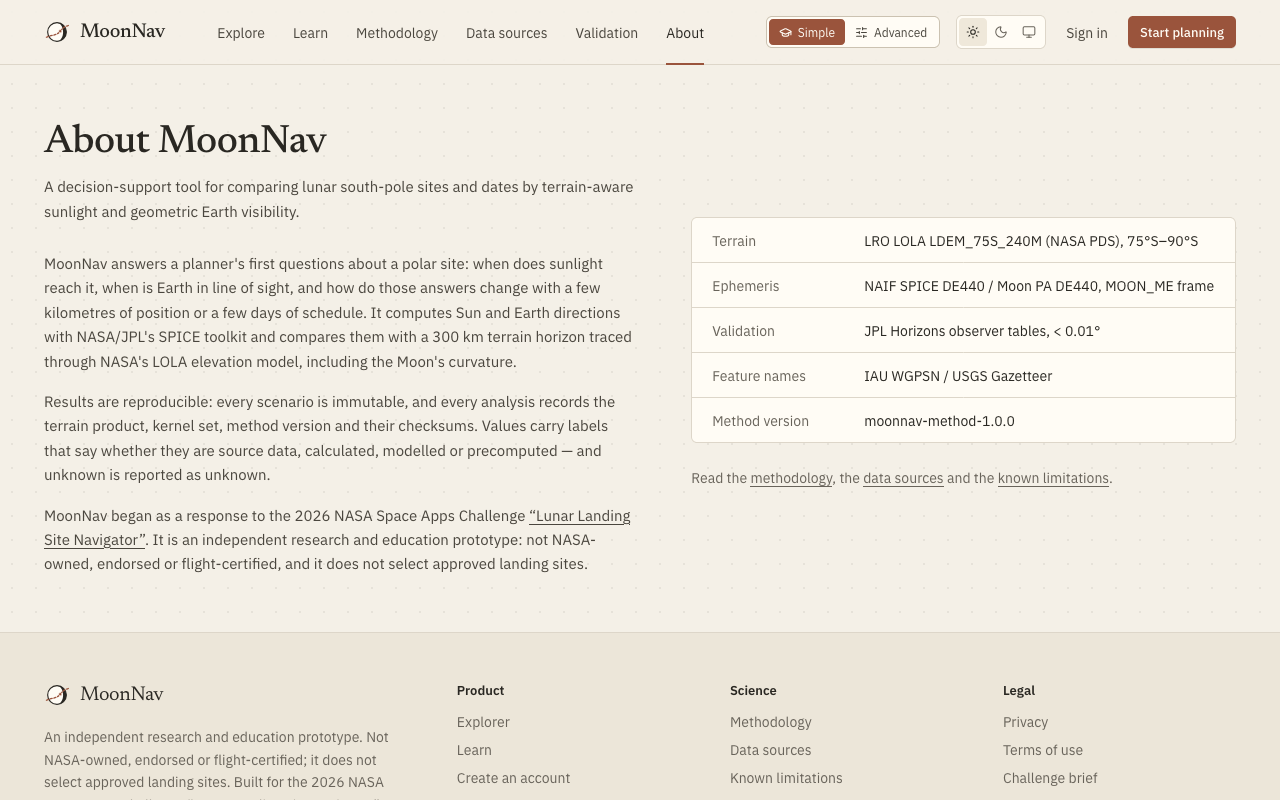 MoonNav
Explore
Learn
Methodology
Data sources
Validation
About
Simple
Advanced
Sign in
Start planning
About MoonNav
A decision-support tool for comparing lunar south-pole sites and dates by terrain-aware
sunlight and geometric Earth visibility.
MoonNav answers a planner's first questions about a polar site: when does sunlight
reach it, when is Earth in line of sight, and how do those answers change with a few
kilometres of position or a few days of schedule. It computes Sun and Earth directions
with NASA/JPL's SPICE toolkit and compares them with a 300 km terrain horizon traced
through NASA's LOLA elevation model, including the Moon's curvature.
Results are reproducible: every scenario is immutable, and every analysis records the
terrain product, kernel set, method version and their checksums. Values carry labels
that say whether they are source data, calculated, modelled or precomputed — and
unknown is reported as unknown.
MoonNav began as a response to the 2026 NASA Space Apps Challenge “Lunar Landing
Site Navigator”. It is an independent research and education prototype: not NASA-
owned, endorsed or flight-certified, and it does not select approved landing sites.
Terrain LRO LOLA LDEM_75S_240M (NASA PDS), 75°S–90°S
Ephemeris NAIF SPICE DE440 / Moon PA DE440, MOON_ME frame
Validation JPL Horizons observer tables, < 0.01°
Feature names IAU WGPSN / USGS Gazetteer
Method version moonnav-method-1.0.0
Read the methodology, the data sources and the known limitations.
MoonNav
An independent research and education prototype. Not
NASA-owned, endorsed or flight-certified; it does not
select approved landing sites. Built for the 2026 NASA
Product
Explorer
Learn
Create an account
Science
Methodology
Data sources
Known limitations
Legal
Privacy
Terms of use
Challenge brief